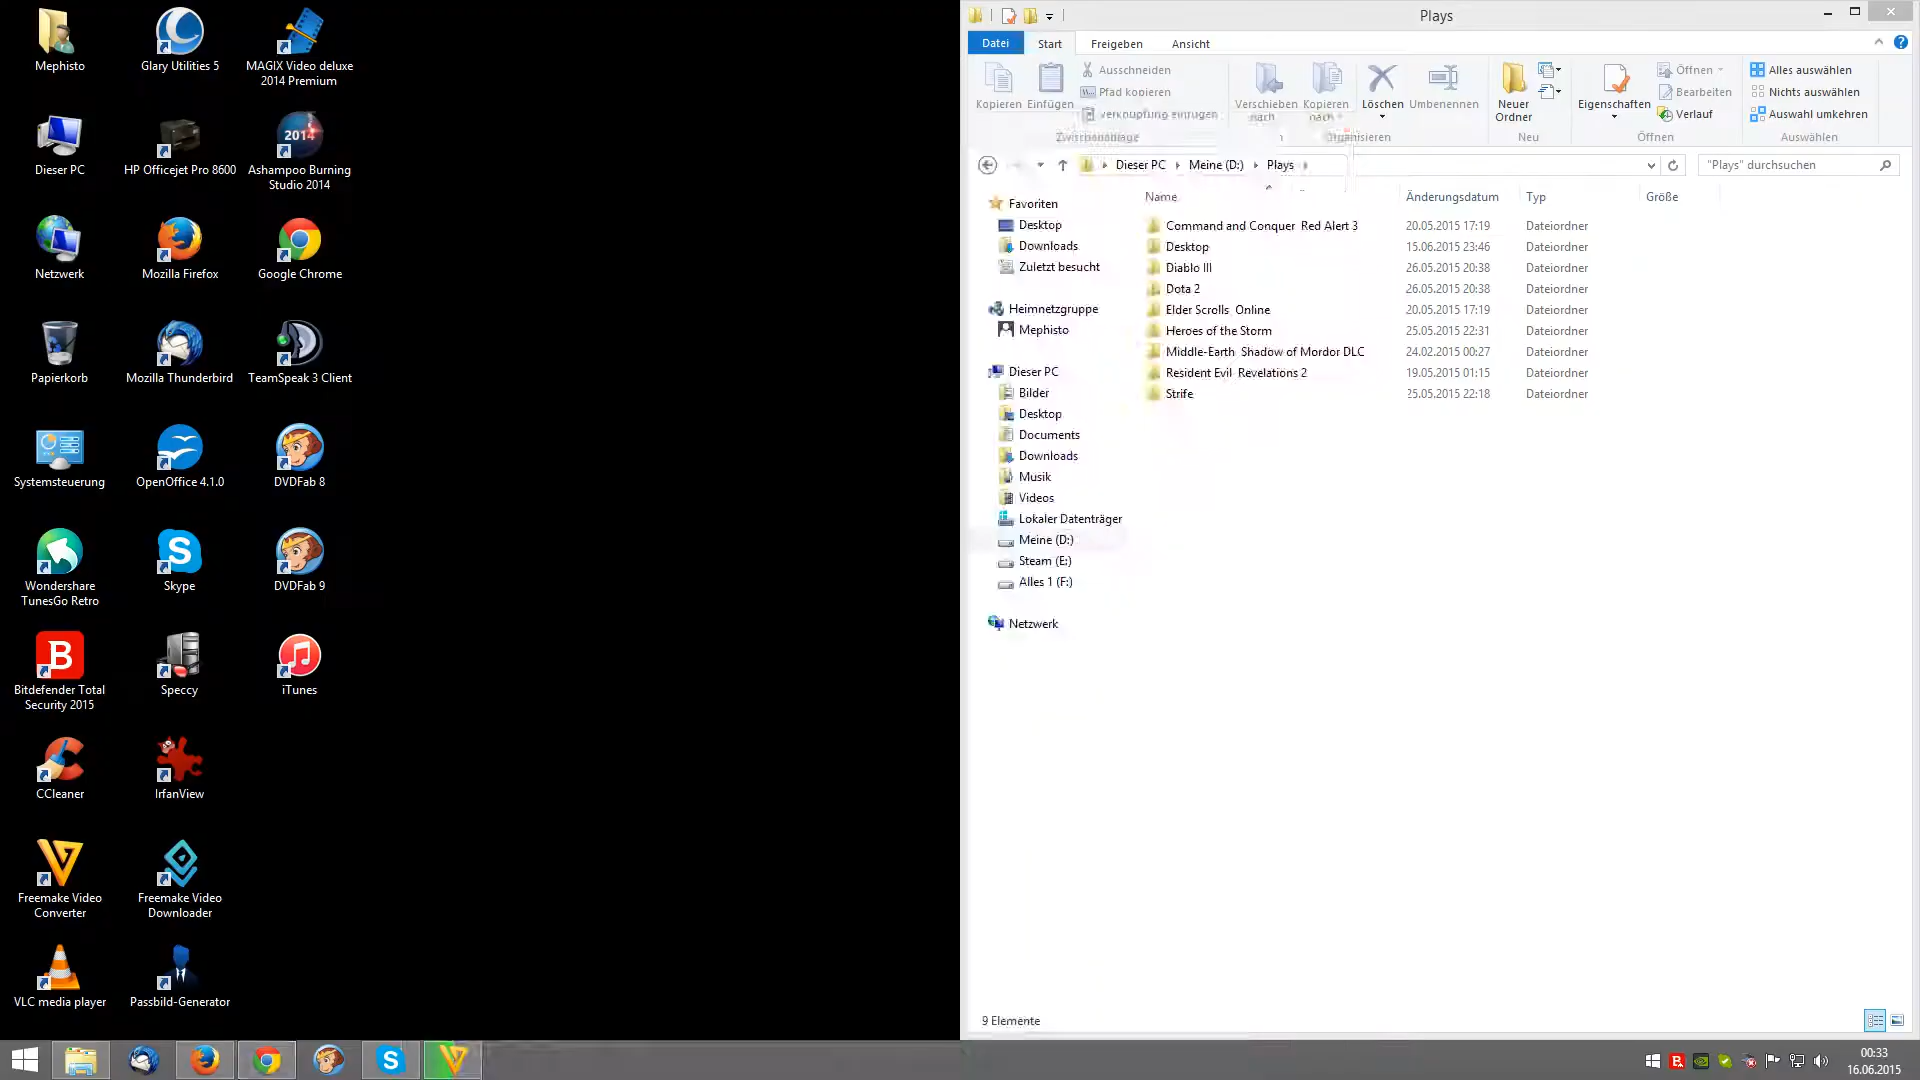 Mephisto
Glary Utilities 5
MAGIX Video deluxe
2014 Premium
Dieser PC
HP Officejet Pro 8600
2014
Ashampoo Burning
Studio 2014
Netzwerk
Mozilla Firefox
Google Chrome
Papierkorb
Mozilla Thunderbird
TeamSpeak 3 Client
Systemsteuerung
OpenOffice 4.1.0
DVDFab 8
Wondershare
TunesGo Retro
Skype
DVDFab 9
Bitdefender Total
Security 2015
Speccy
iTunes
CCleaner
IrfanView
Freemake Video
Converter
Freemake Video
Downloader
VLC media player
Passbild-Generator
Plays
Datei
Start
Freigeben
Ansicht
Kopieren
Einfügen
Ausschneiden
Pfad kopieren
Verknüpfung einfügen
Zwischenablage
Verschieben
nach
Kopieren
nach
Löschen
Umbenennen
Organisieren
Neuer
Ordner
Neu
Eigenschaften
Öffnen
Bearbeiten
Verlauf
Öffnen
Alles auswählen
Nichts auswählen
Auswahl umkehren
Auswählen
Dieser PC
Meine (D:)
Plays
"Plays" durchsuchen
Favoriten
Desktop
Downloads
Zuletzt besucht
Heimnetzgruppe
Mephisto
Dieser PC
Bilder
Desktop
Documents
Downloads
Musik
Videos
Lokaler Datenträger
Meine (D:)
Steam (E:)
Alles 1 (F:)
Netzwerk
Name Änderungsdatum Typ Größe
Command and Conquer Red Alert 3 20.05.2015 17:19 Dateiordner
Desktop 15.06.2015 23:46 Dateiordner
Diablo III 26.05.2015 20:38 Dateiordner
Dota 2 26.05.2015 20:38 Dateiordner
Elder Scrolls Online 20.05.2015 17:19 Dateiordner
Heroes of the Storm 25.05.2015 22:31 Dateiordner
Middle-Earth Shadow of Mordor DLC 24.02.2015 00:27 Dateiordner
Resident Evil Revelations 2 19.05.2015 01:15 Dateiordner
Strife 25.05.2015 22:18 Dateiordner
9 Elemente
00:33
16.06.2015